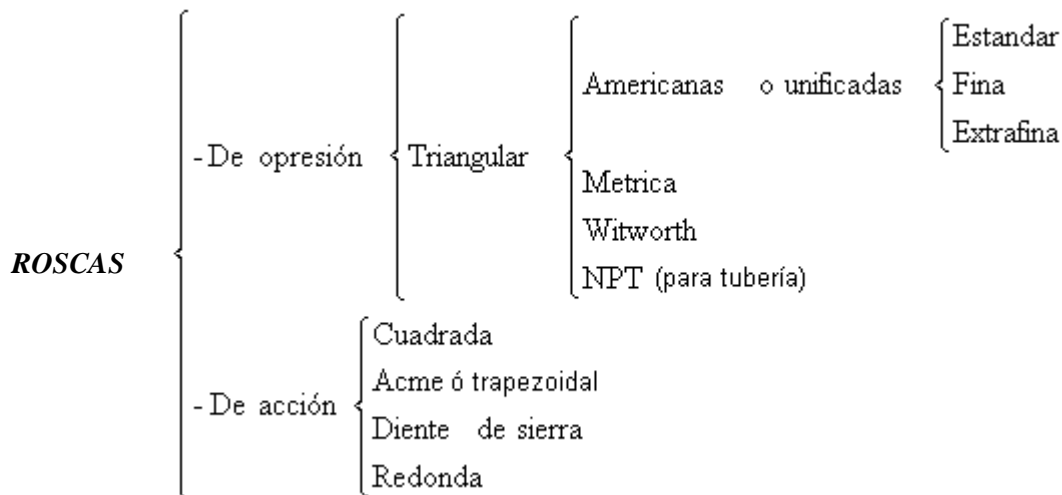 ROSCAS
- De opresión
Triangular
Americanas o unificadas
Estandar
Fina
Extrafina
Metrica
Witworth
NPT (para tubería)
- De acción
Cuadrada
Acme ó trapezoidal
Diente de sierra
Redonda